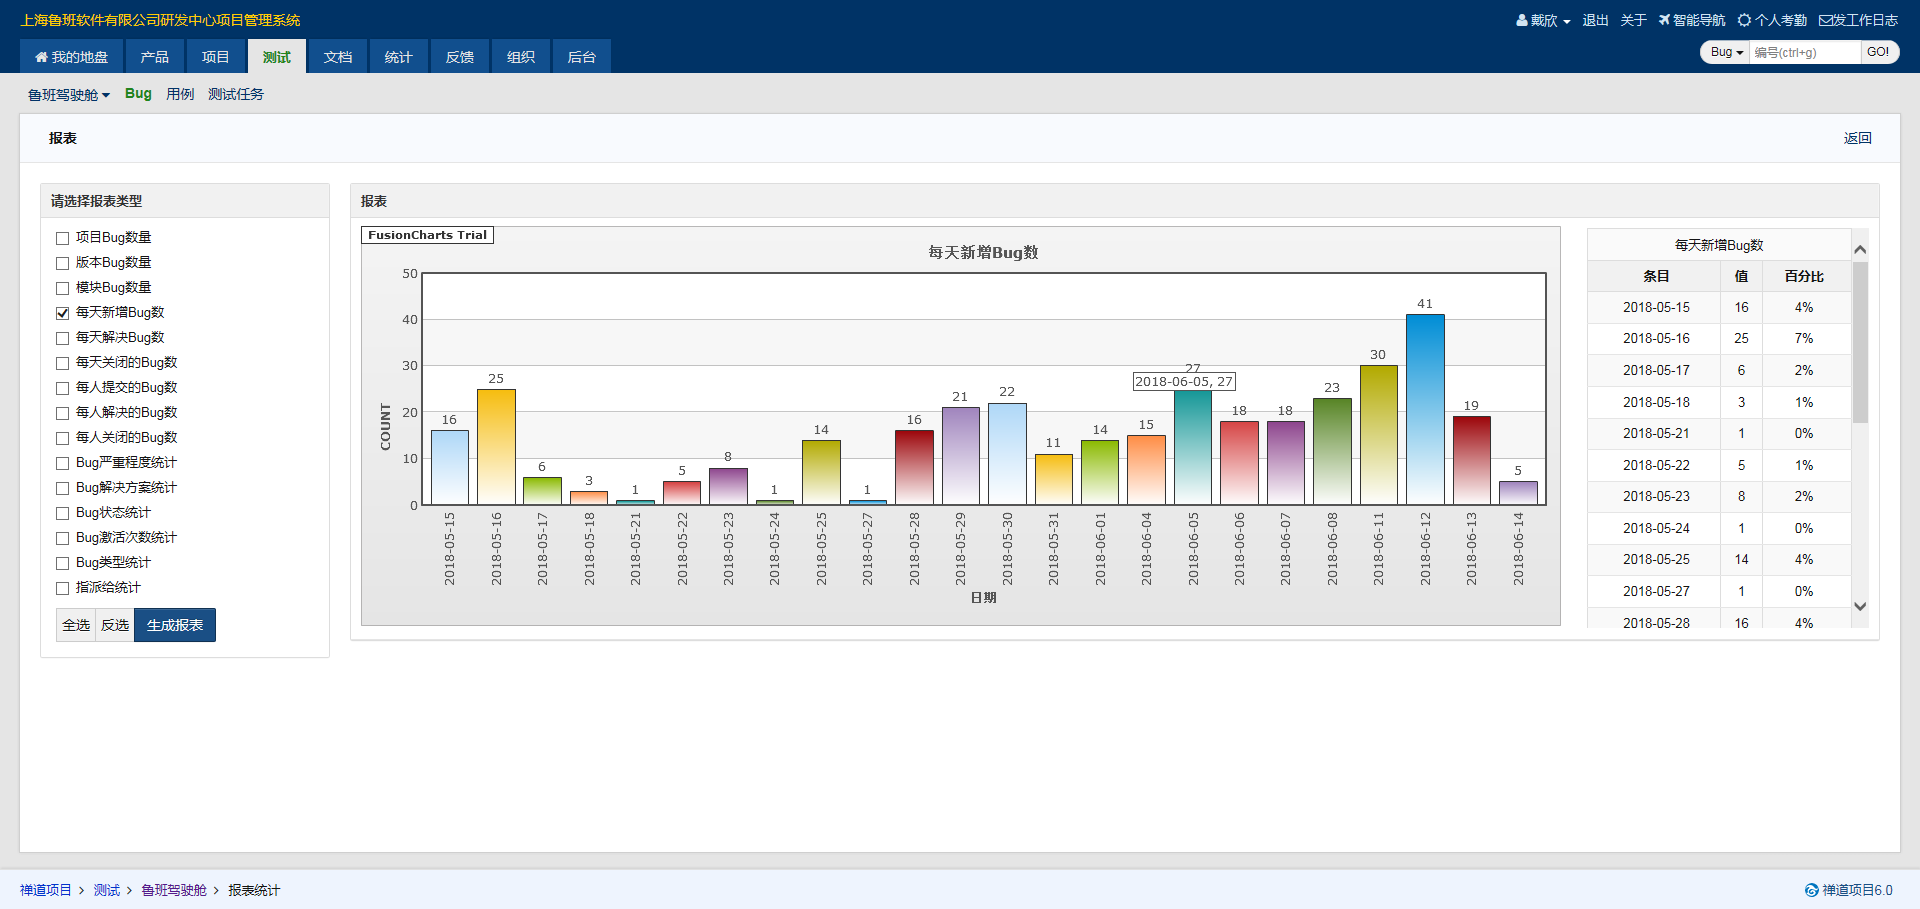 上海鲁班软件有限公司研发中心项目管理系统
戴欣 退出 关于 智能导航 个人考勤 发工作日志
我的地盘 产品 项目 测试 文档 统计 反馈 组织 后台
Bug 编号(ctrl+g) GO!
鲁班驾驶舱 Bug 用例 测试任务
报表 返回
请选择报表类型
项目Bug数量
版本Bug数量
模块Bug数量
每天新增Bug数
每天解决Bug数
每天关闭的Bug数
每人提交的Bug数
每人解决的Bug数
每人关闭的Bug数
Bug严重程度统计
Bug解决方案统计
Bug状态统计
Bug激活次数统计
Bug类型统计
指派给统计
全选 反选 生成报表
报表
FusionCharts Trial
每天新增Bug数
50
40
30
20
10
0
COUNT
16 25 6 3 1 5 8 1 14 1 16 21 22 11 14 15 27 18 18 23 30 41 19 5
2018-06-05, 27
2018-05-15 2018-05-16 2018-05-17 2018-05-18 2018-05-21 2018-05-22 2018-05-23 2018-05-24 2018-05-25 2018-05-27 2018-05-28 2018-05-29 2018-05-30 2018-05-31 2018-06-01 2018-06-04 2018-06-05 2018-06-06 2018-06-07 2018-06-08 2018-06-11 2018-06-12 2018-06-13 2018-06-14
日期
每天新增Bug数
条目 值 百分比
2018-05-15 16 4%
2018-05-16 25 7%
2018-05-17 6 2%
2018-05-18 3 1%
2018-05-21 1 0%
2018-05-22 5 1%
2018-05-23 8 2%
2018-05-24 1 0%
2018-05-25 14 4%
2018-05-27 1 0%
2018-05-28 16 4%
禅道项目 > 测试 > 鲁班驾驶舱 > 报表统计
禅道项目6.0